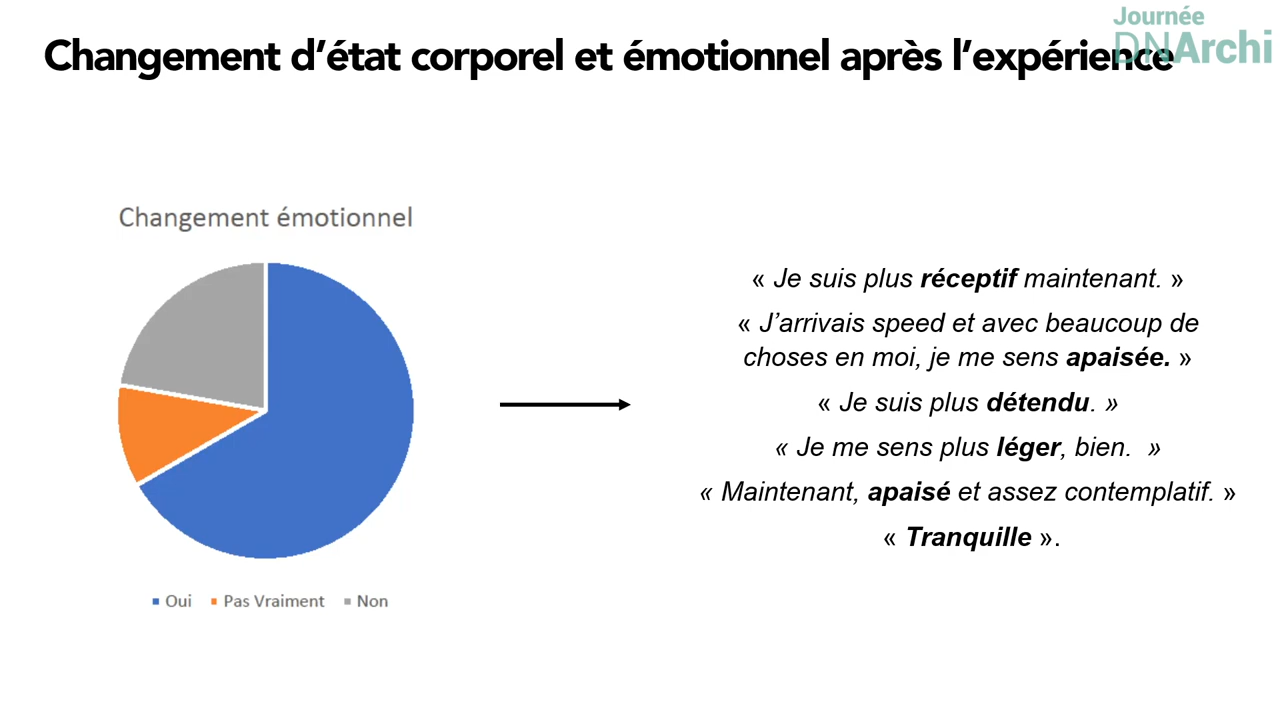 Journée
DNArchi
Changement d’état corporel et émotionnel après l’expérience
Changement émotionnel
Oui
Pas Vraiment
Non
« Je suis plus réceptif maintenant. »
« J’arrivais speed et avec beaucoup de
choses en moi, je me sens apaisée. »
« Je suis plus détendu. »
« Je me sens plus léger, bien.  »
« Maintenant, apaisé et assez contemplatif. »
« Tranquille ».